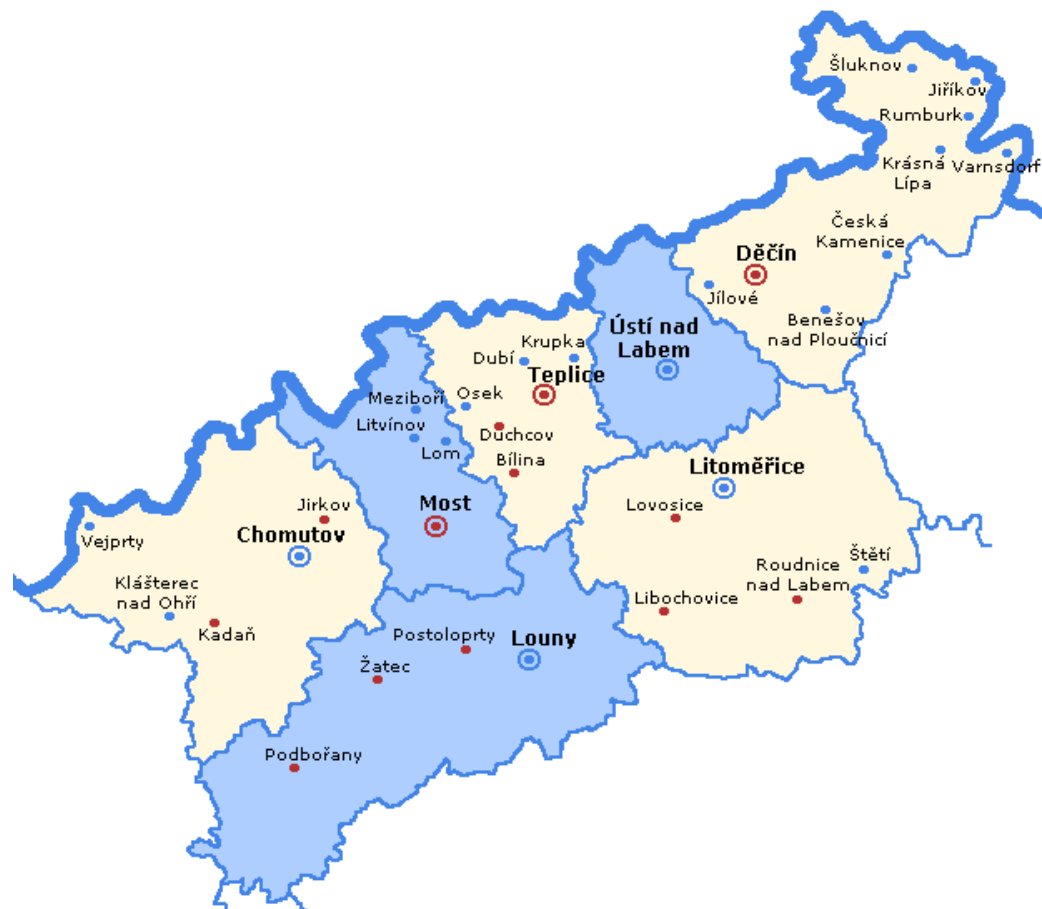 Šluknov
Jiříkov
Rumburk
Krásná
Lípa
Varnsdorf
Česká
Kamenice
Děčín
Jílové
Benešov
nad Ploučnicí
Ústí nad
Labem
Krupka
Dubí
Teplice
Osek
Duchcov
Bílina
Meziboří
Litvínov
Lom
Most
Litoměřice
Lovosice
Roudnice
nad Labem
Štětí
Libochovice
Jirkov
Chomutov
Vejprty
Klášterec
nad Ohří
Kadaň
Postoloprty
Louny
Žatec
Podbořany